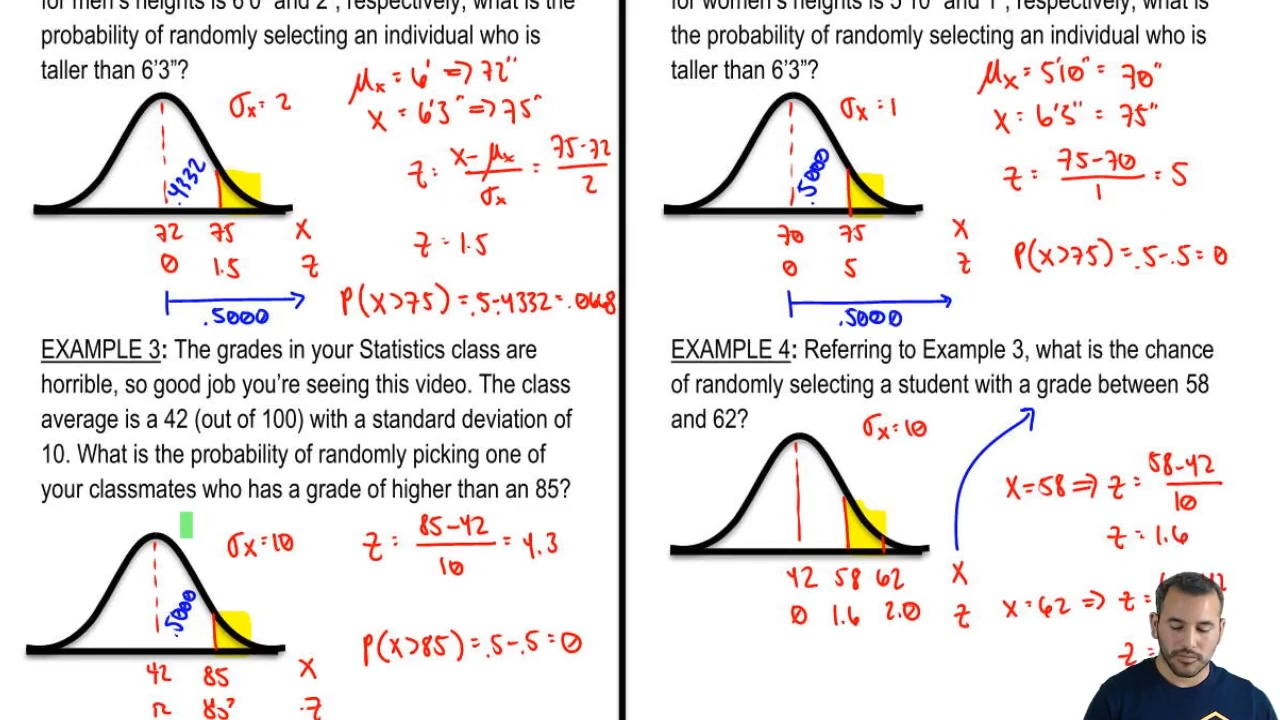 for men's heights is 6'0" and 2", respectively, what is the
probability of randomly selecting an individual who is
taller than 6'3"?
μx = 6' => 72"
σx = 2
x = 6'3" => 75"
z = x - μx / σx = 75-72 / 2
.4332
72 75 X
z = 1.5
0 1.5 Z
P(X>75) = .5-.4332 = .0668
.5000
for women's heights is 5'10" and 1", respectively, what is
the probability of randomly selecting an individual who is
taller than 6'3"?
μx = 5'10" = 70"
σx = 1
x = 6'3" = 75"
z = 75-70 / 1 = 5
.5000
70 75 X
0 5 Z
P(X>75) = .5-.5 = 0
.5000
EXAMPLE 3: The grades in your Statistics class are
horrible, so good job you're seeing this video. The class
average is a 42 (out of 100) with a standard deviation of
10. What is the probability of randomly picking one of
your classmates who has a grade of higher than an 85?
σx = 10
z = 85-42 / 10 = 4.3
.5000
P(X>85) = .5-.5 = 0
42 85 X
Z
EXAMPLE 4: Referring to Example 3, what is the chance
of randomly selecting a student with a grade between 58
and 62?
σx = 10
x=58 => z = 58-42 / 10
z = 1.6
42 58 62 X
0 1.6 2.0 Z
x=62 => z =
z =